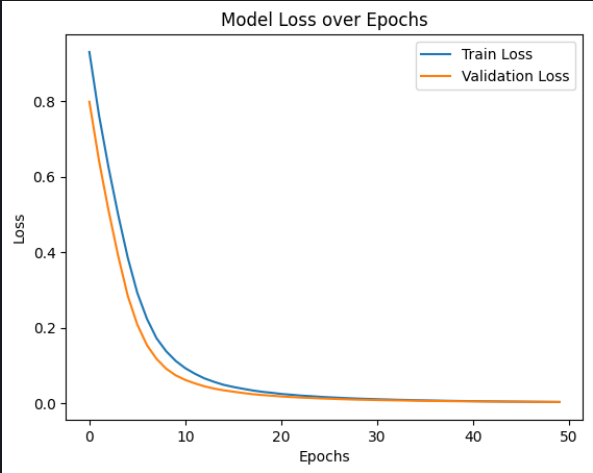 Model Loss over Epochs
Train Loss
Validation Loss
Loss
0.8
0.6
0.4
0.2
0.0
0 10 20 30 40 50
Epochs